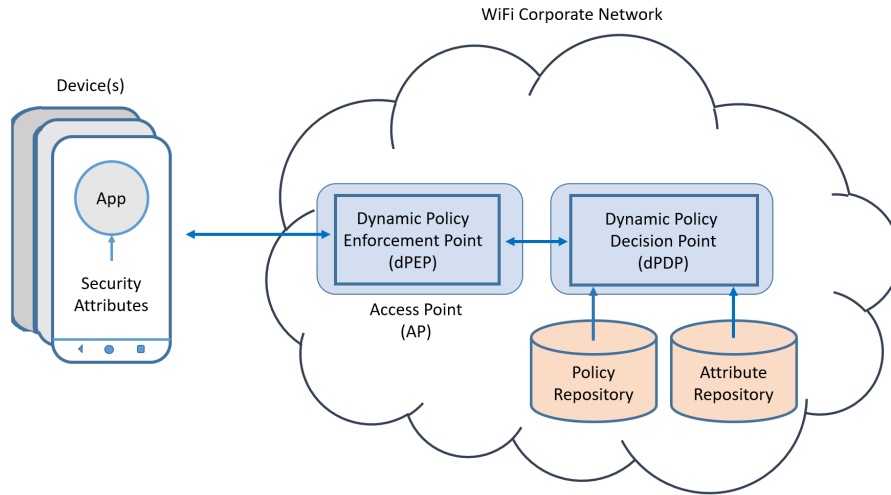 WiFi Corporate Network
Device(s)
App
Security
Attributes
Dynamic Policy
Enforcement Point
(dPEP)
Access Point
(AP)
Dynamic Policy
Decision Point
(dPDP)
Policy
Repository
Attribute
Repository